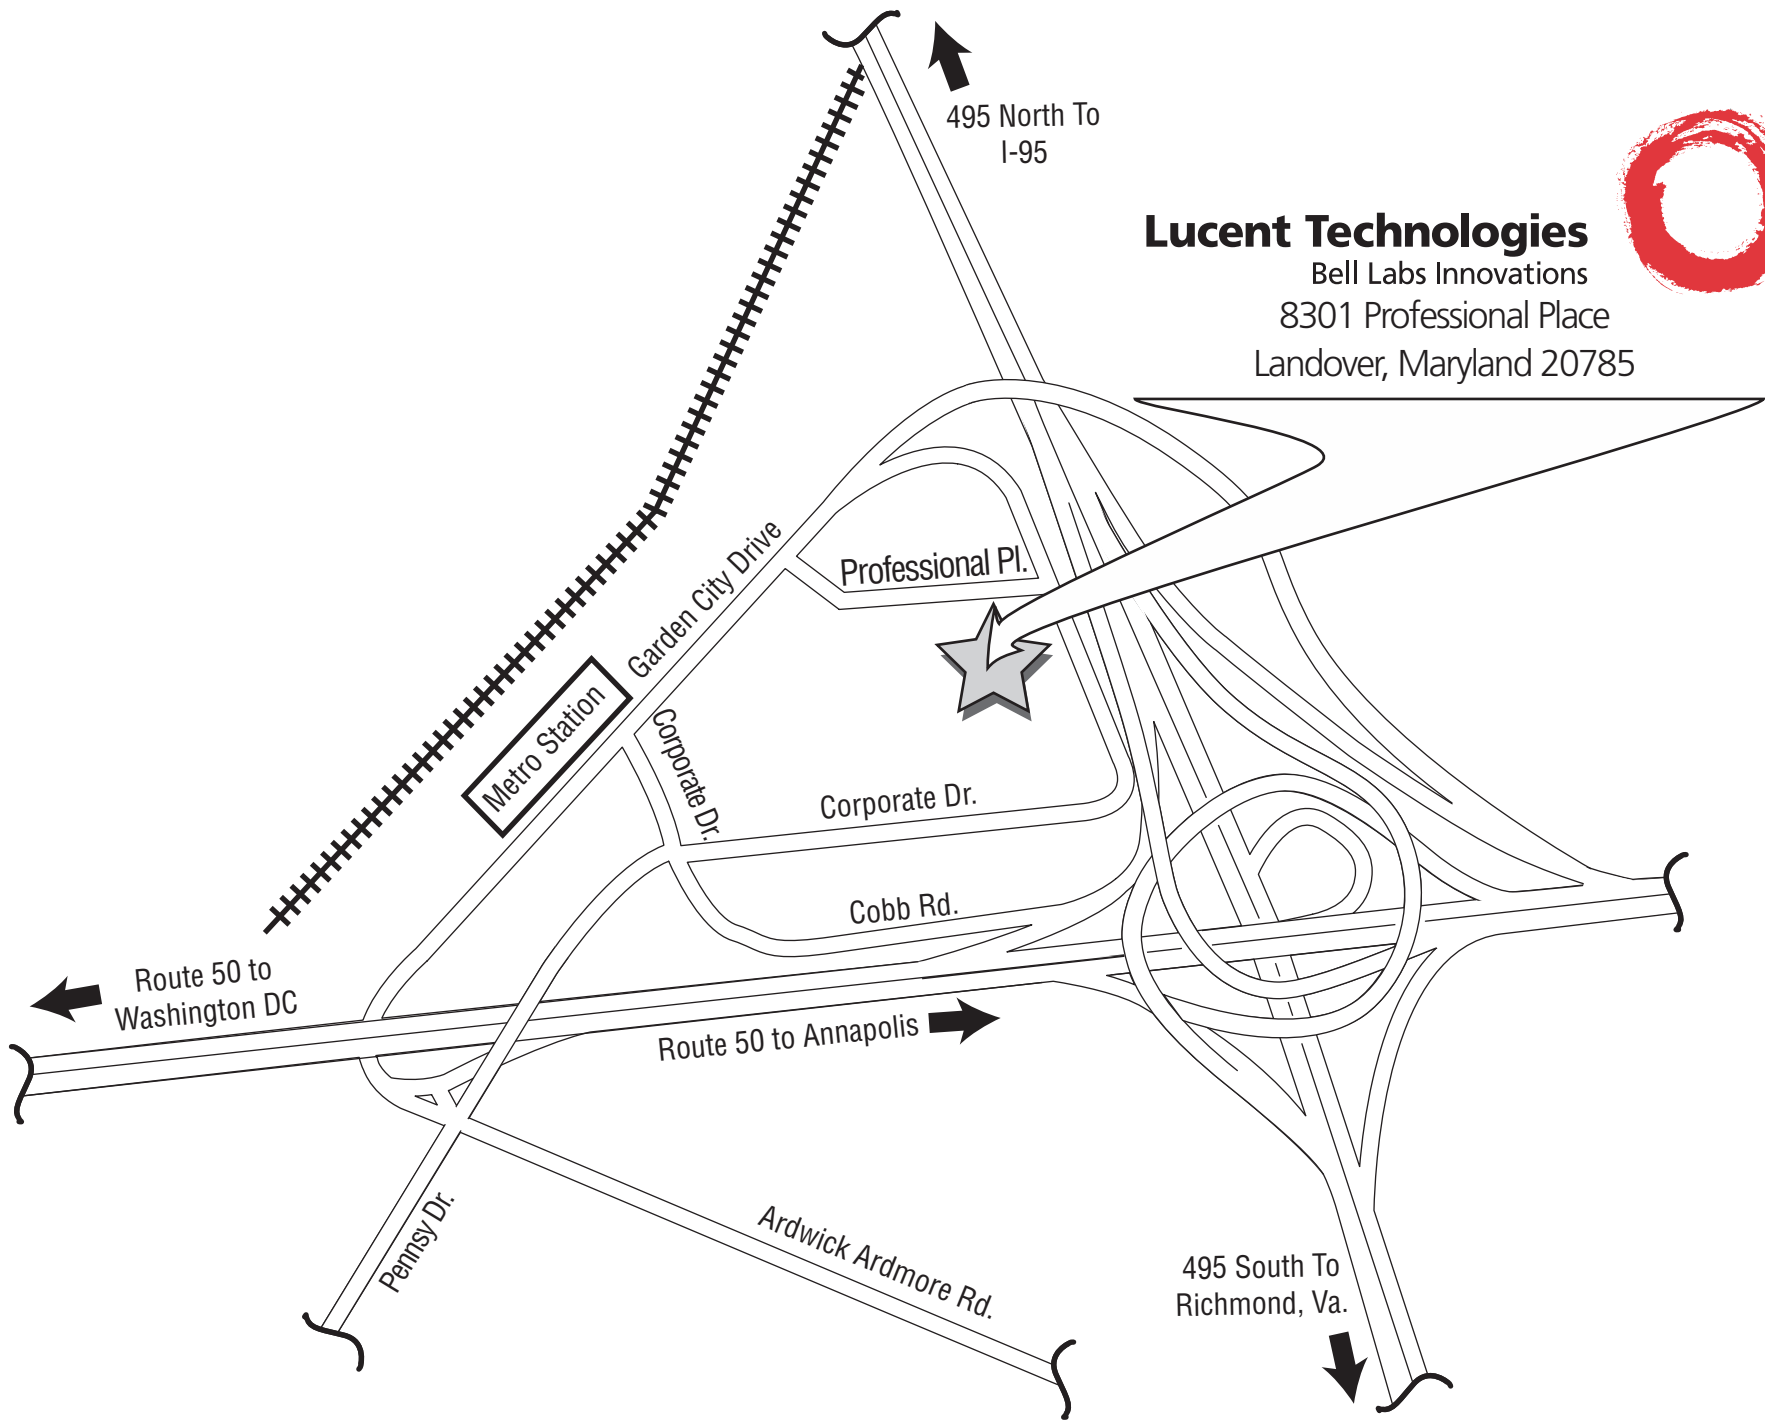 495 North To
I-95
Lucent Technologies
Bell Labs Innovations
8301 Professional Place
Landover, Maryland 20785
Professional Pl.
Garden City Drive
Metro Station
Corporate Dr.
Corporate Dr.
Cobb Rd.
Route 50 to
Washington DC
Route 50 to Annapolis
Pennsy Dr.
Ardwick Ardmore Rd.
495 South To
Richmond, Va.